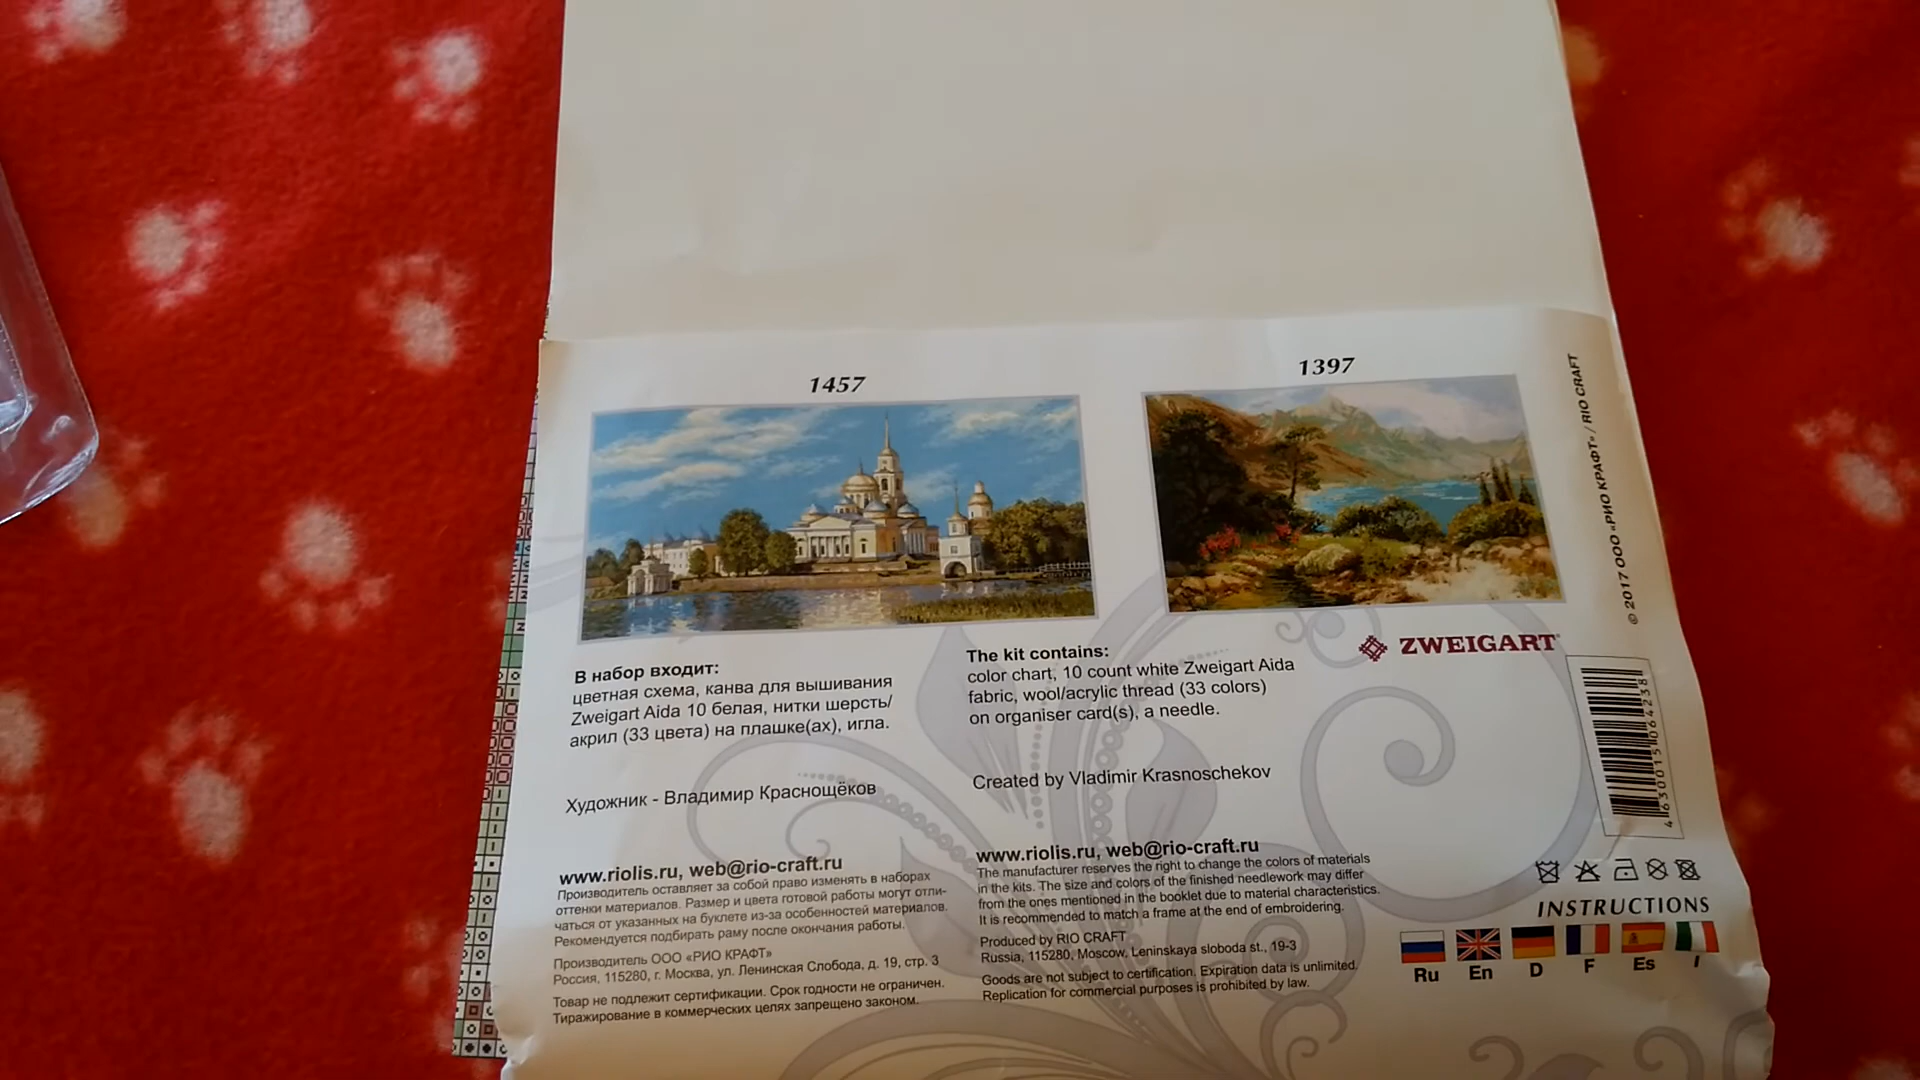 1457
1397
© 2017 ООО «РИО КРАФТ» / RIO CRAFT
ZWEIGART®
В набор входит:
цветная схема, канва для вышивания
Zweigart Aida 10 белая, нитки шерсть/
акрил (33 цвета) на плашке(ах), игла.
Художник - Владимир Краснощёков
www.riolis.ru, web@rio-craft.ru
Производитель оставляет за собой право изменять в наборах
оттенки материалов. Размер и цвета готовой работы могут отли-
чаться от указанных на буклете из-за особенностей материалов.
Рекомендуется подбирать раму после окончания работы.
Производитель ООО «РИО КРАФТ»
Россия, 115280, г. Москва, ул. Ленинская Слобода, д. 19, стр. 3
Товар не подлежит сертификации. Срок годности не ограничен.
Тиражирование в коммерческих целях запрещено законом.
The kit contains:
color chart, 10 count white Zweigart Aida
fabric, wool/acrylic thread (33 colors)
on organiser card(s), a needle.
Created by Vladimir Krasnoschekov
www.riolis.ru, web@rio-craft.ru
The manufacturer reserves the right to change the colors of materials
in the kits. The size and colors of the finished needlework may differ
from the ones mentioned in the booklet due to material characteristics.
It is recommended to match a frame at the end of embroidering.
Produced by RIO CRAFT
Russia, 115280, Moscow, Leninskaya sloboda st., 19-3
Goods are not subject to certification. Expiration data is unlimited.
Replication for commercial purposes is prohibited by law.
4630015064238
INSTRUCTIONS
Ru En D F Es I